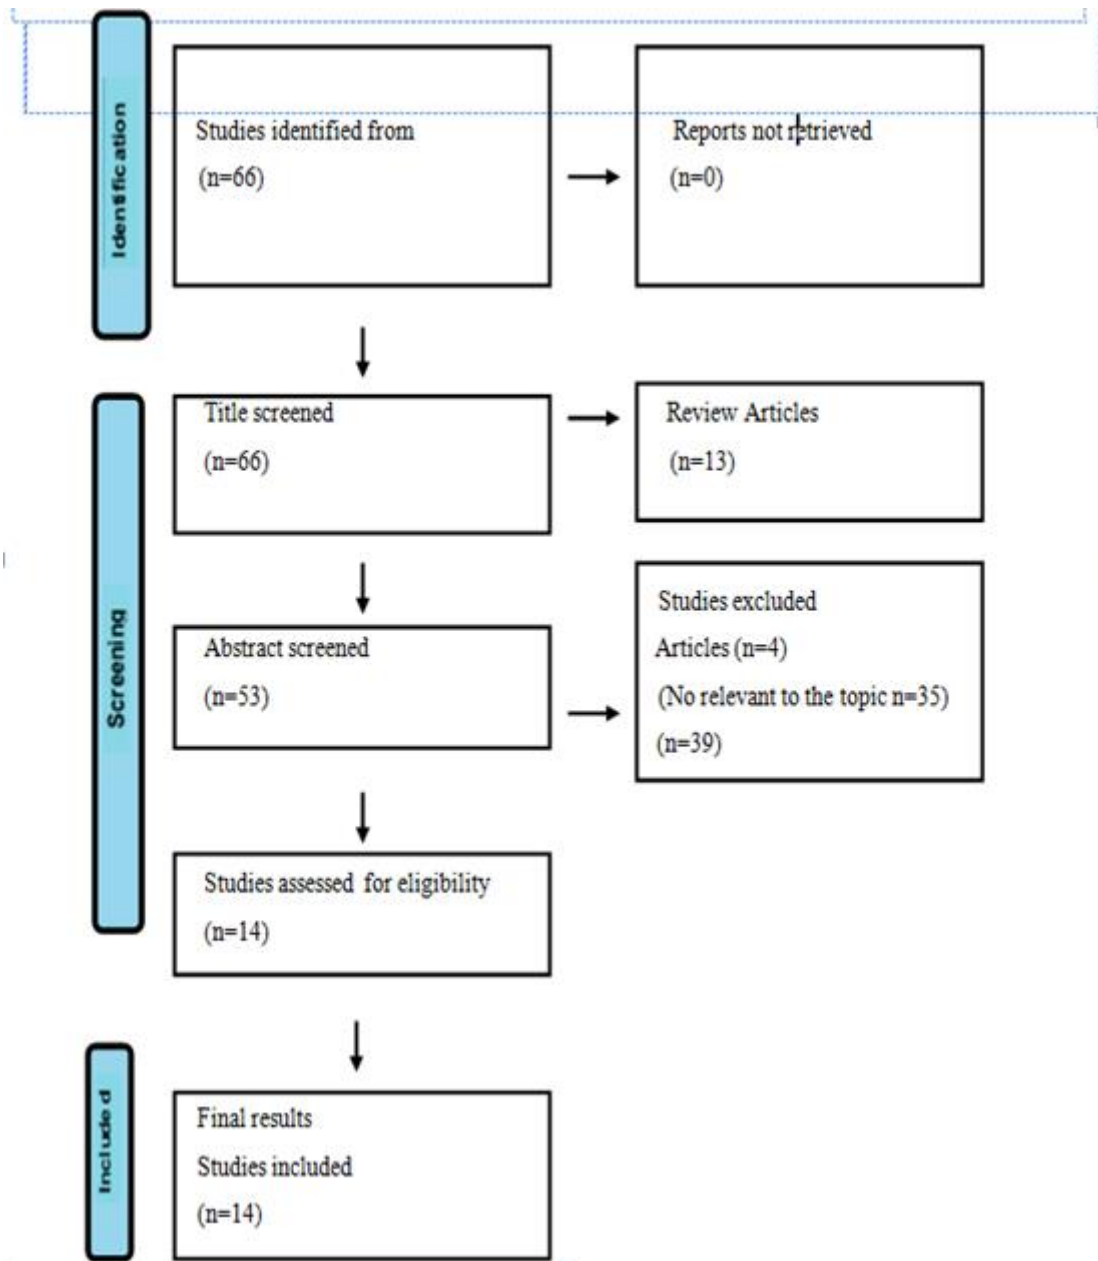 Identification
Studies identified from
(n=66)
Reports not retrieved
(n=0)
Screening
Title screened
(n=66)
Review Articles
(n=13)
Abstract screened
(n=53)
Studies excluded
Articles (n=4)
(No relevant to the topic n=35)
(n=39)
Studies assessed for eligibility
(n=14)
Included
Final results
Studies included
(n=14)